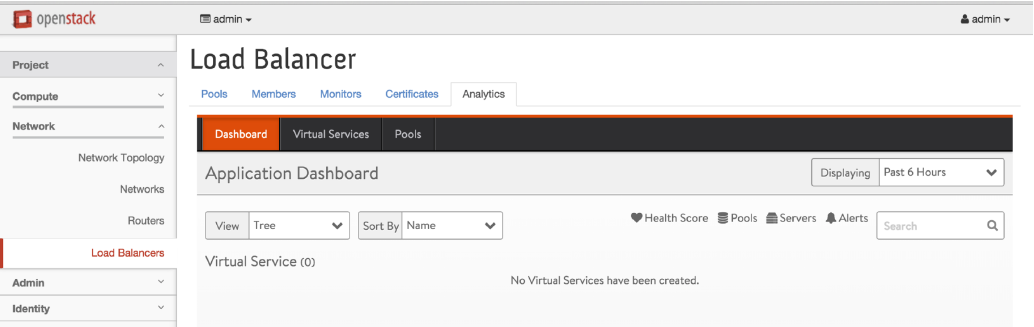 openstack
admin
admin
Project
Compute
Network
Network Topology
Networks
Routers
Load Balancers
Admin
Identity
Load Balancer
Pools Members Monitors Certificates Analytics
Dashboard Virtual Services Pools
Application Dashboard
Displaying Past 6 Hours
View Tree Sort By Name
Health Score Pools Servers Alerts Search
Virtual Service (0)
No Virtual Services have been created.